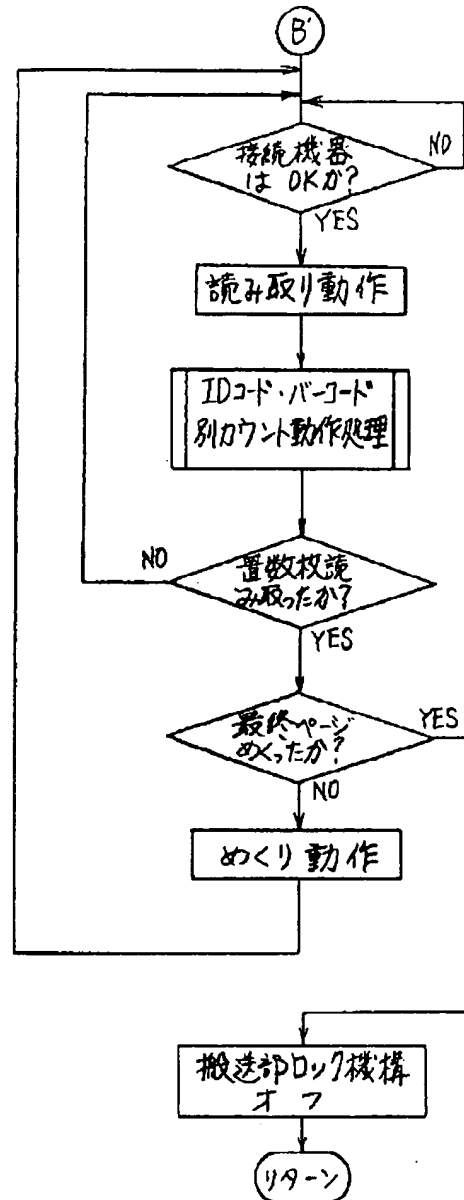 B'
接続機器
は OKか?
NO
YES
読み取り動作
IDコード・バーコード
別カウント動作処理
NO
置数枚読
み取ったか?
YES
最終ページ
めくったか?
YES
NO
めくり動作
搬送部ロック機構
オフ
リターン